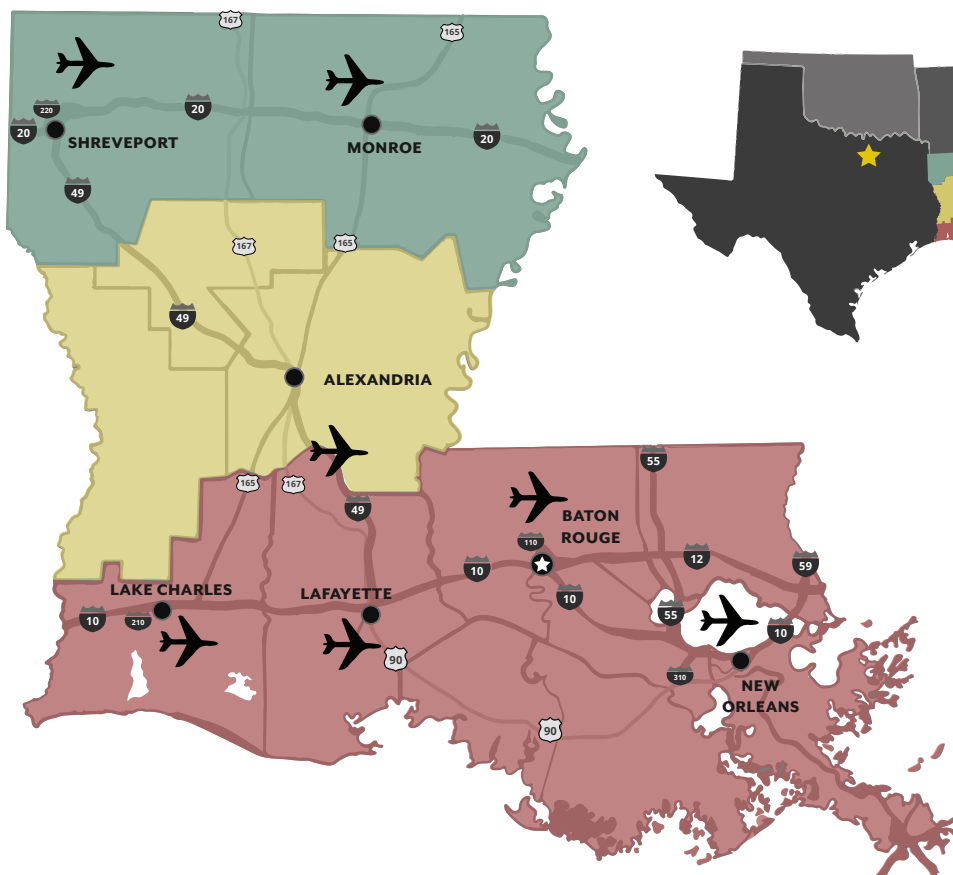 167
165
220
20
20
20
SHREVEPORT
MONROE
49
167
165
49
ALEXANDRIA
165
167
49
55
BATON
ROUGE
110
10
12
59
10
LAKE CHARLES
LAFAYETTE
10
210
55
10
90
310
NEW
ORLEANS
90